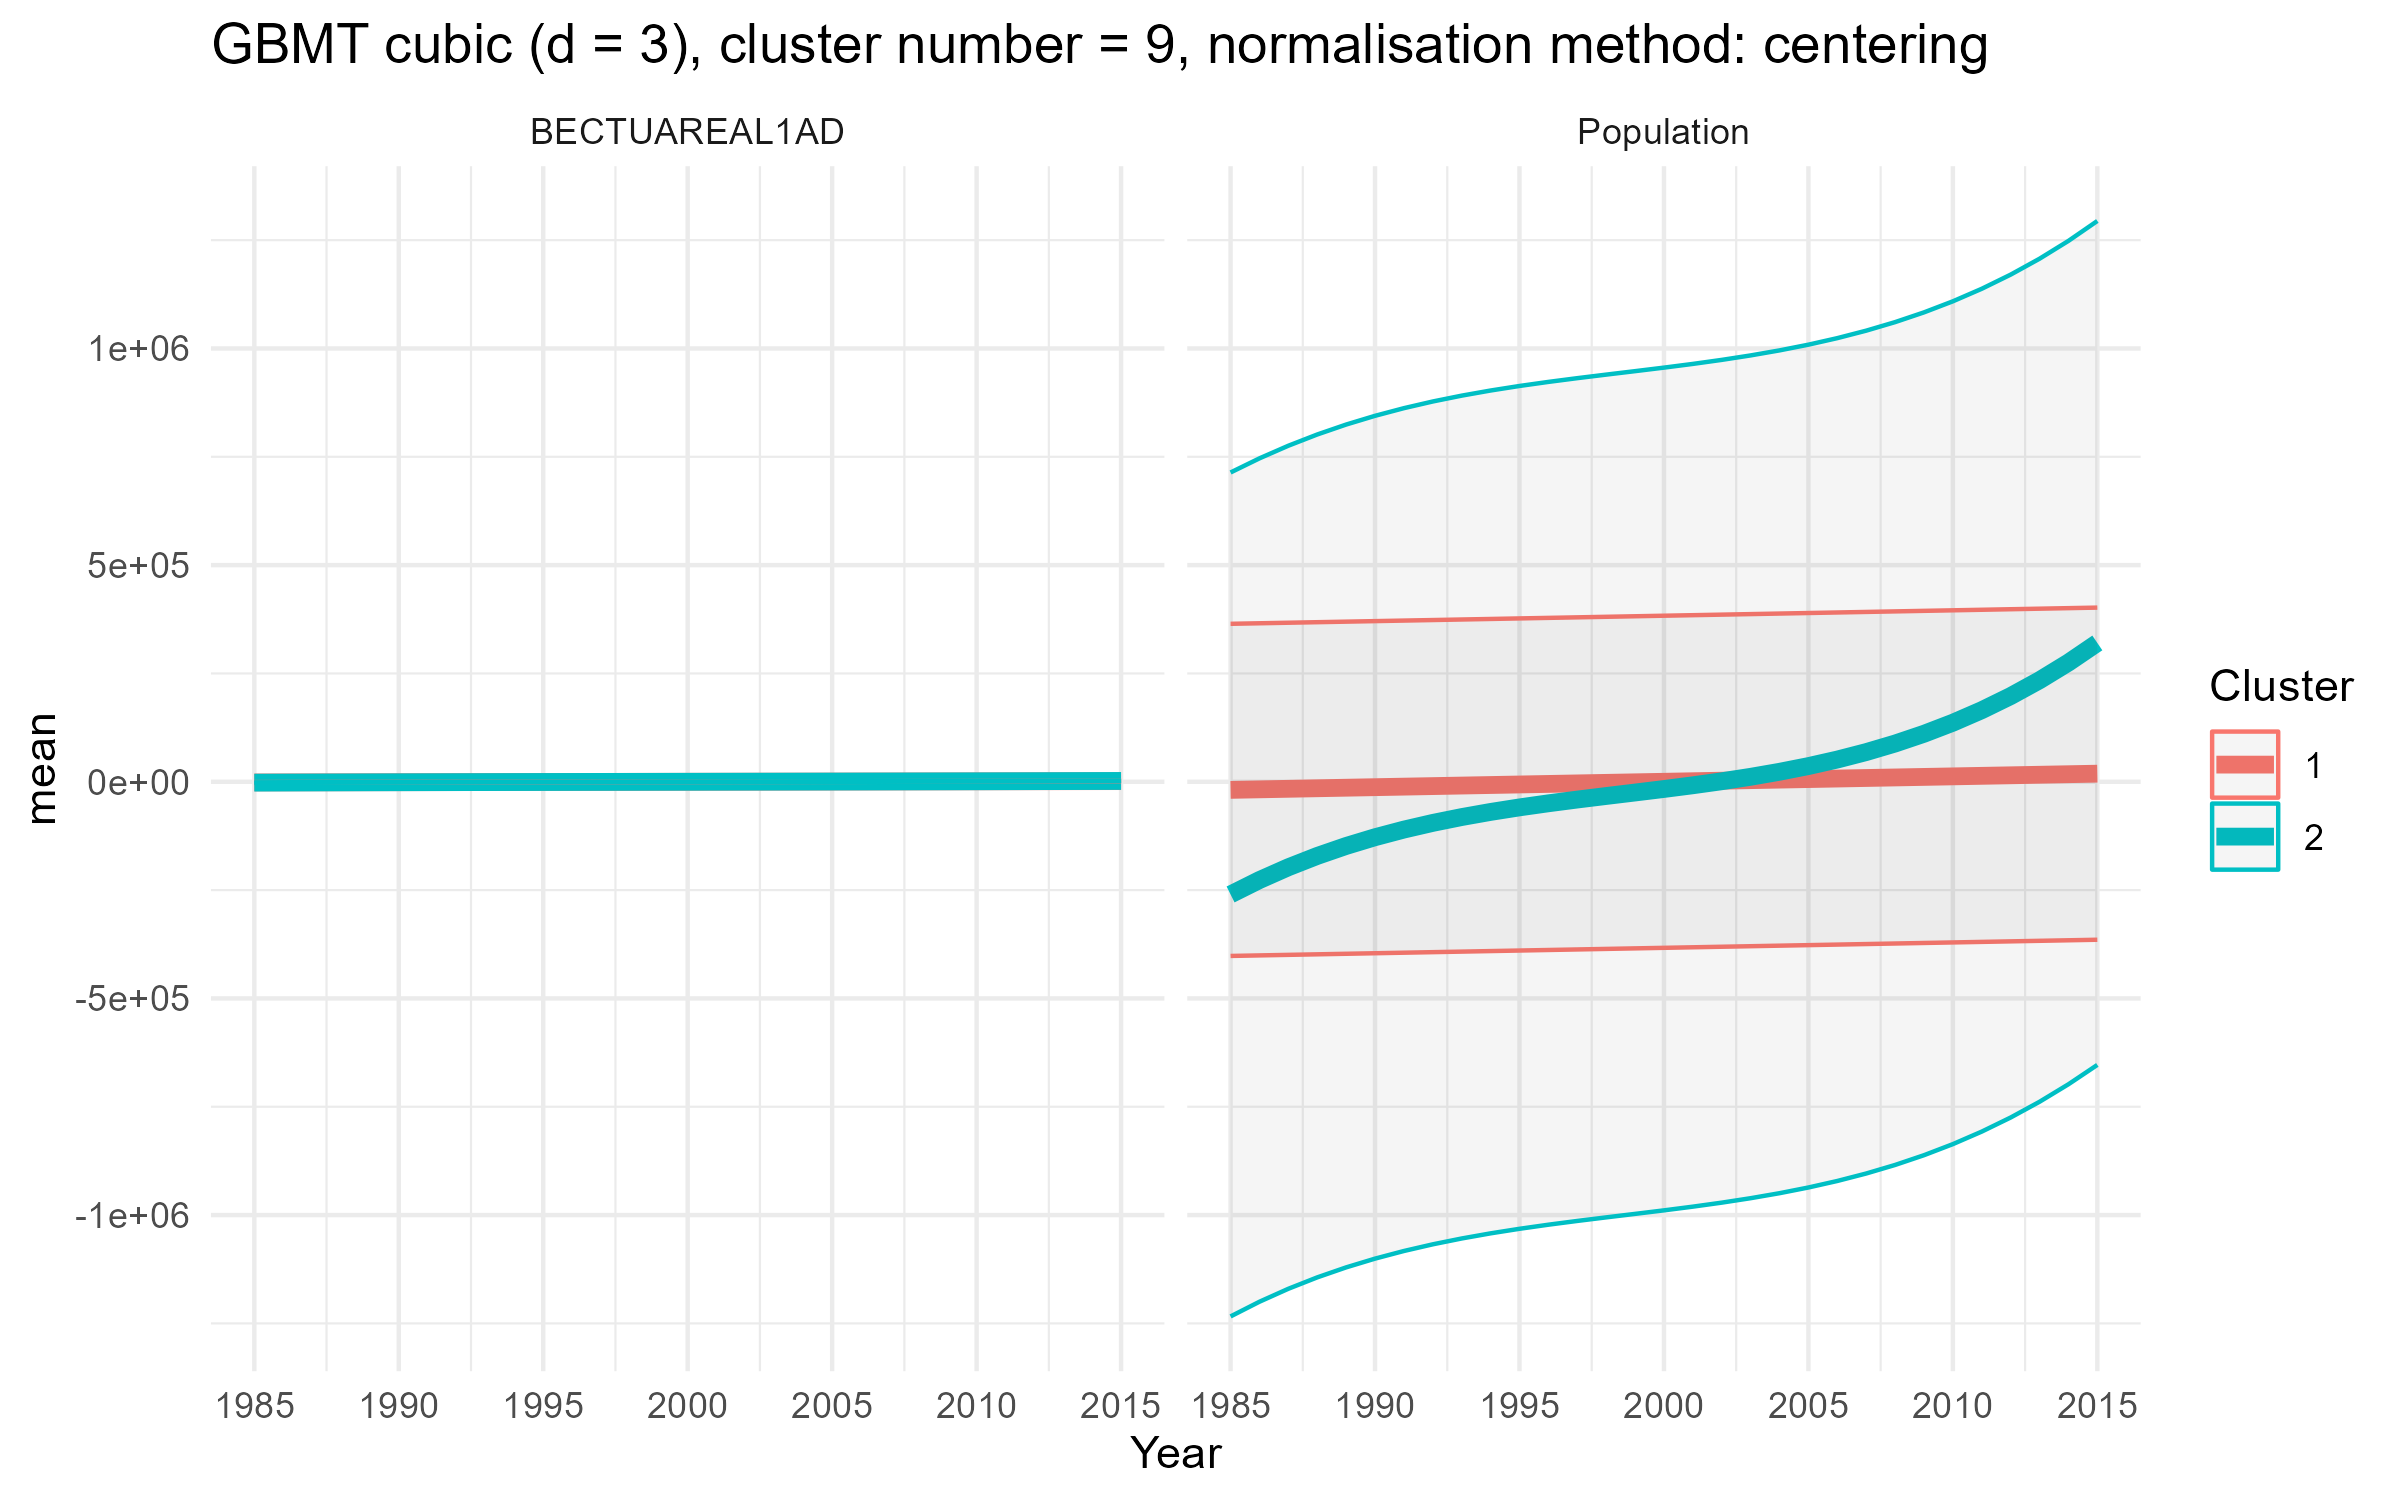 GBMT cubic (d = 3), cluster number = 9, normalisation method: centering
BECTUAREAL1AD
Population
mean
1e+06
5e+05
0e+00
-5e+05
-1e+06
1985 1990 1995 2000 2005 2010 2015
1985 1990 1995 2000 2005 2010 2015
Year
Cluster
1
2